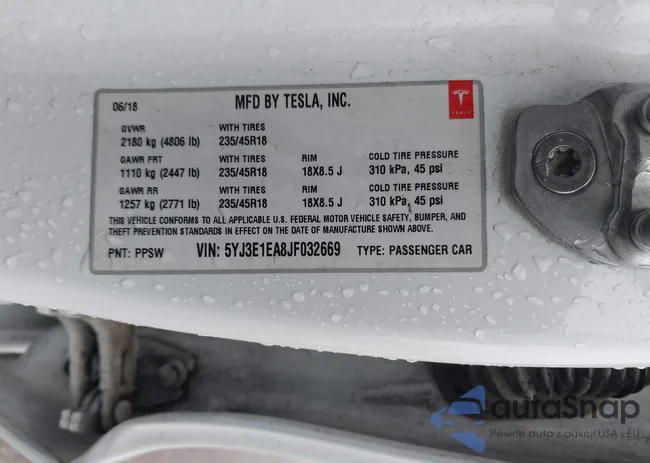 06/18 MFD BY TESLA, INC.
TESLA
GVWR WITH TIRES
2180 kg (4806 lb) 235/45R18
GAWR FRT WITH TIRES RIM COLD TIRE PRESSURE
1110 kg (2447 lb) 235/45R18 18X8.5 J 310 kPa, 45 psi
GAWR RR WITH TIRES RIM COLD TIRE PRESSURE
1257 kg (2771 lb) 235/45R18 18X8.5 J 310 kPa, 45 psi
THIS VEHICLE CONFORMS TO ALL APPLICABLE U.S. FEDERAL MOTOR VEHICLE SAFETY, BUMPER, AND
THEFT PREVENTION STANDARDS IN EFFECT ON THE DATE OF MANUFACTURE SHOWN ABOVE.
PNT: PPSW VIN: 5YJ3E1EA8JF032669 TYPE: PASSENGER CAR
autoSnap
Pewne auta z aukcji USA i EU